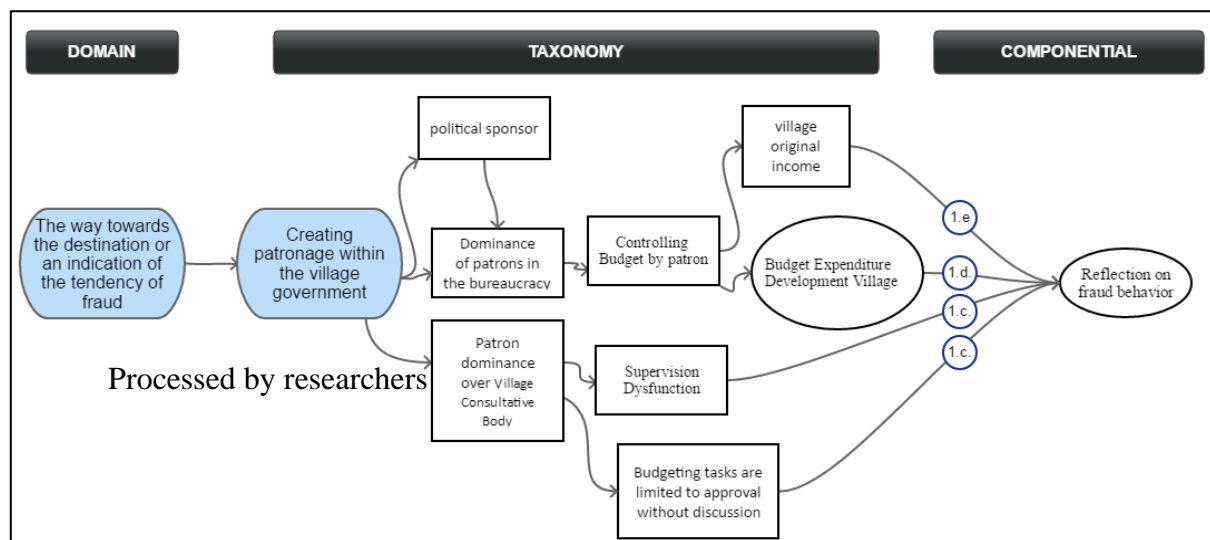 DOMAIN
TAXONOMY
COMPONENTIAL
political sponsor
village
original
income
The way towards
the destination or
an indication of
the tendency of
fraud
Creating
patronage within
the village
government
Dominance
of patrons in
the bureaucracy
Controlling
Budget by patron
Budget Expenditure
Development Village
1.e
1.d.
1.c.
1.c.
Reflection on
fraud behavior
Processed by researchers
Patron
dominance
over Village
Consultative
Body
Supervision
Dysfunction
Budgeting tasks are
limited to approval
without discussion